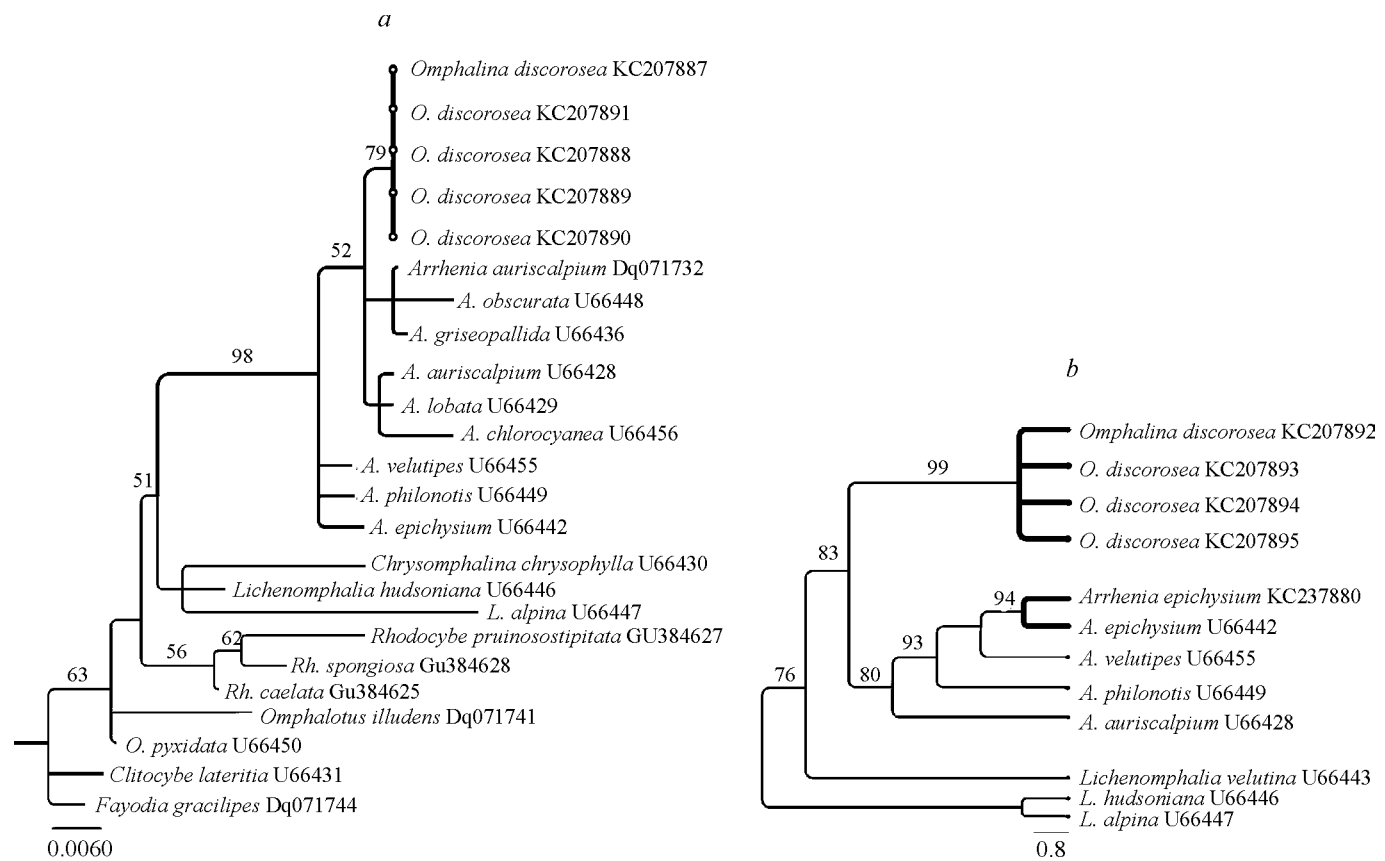 a
Omphalina discorosea KC207887
O. discorosea KC207891
79
O. discorosea KC207888
O. discorosea KC207889
O. discorosea KC207890
52
Arrhenia auriscalpium Dq071732
A. obscurata U66448
A. griseopallida U66436
98
A. auriscalpium U66428
A. lobata U66429
A. chlorocyanea U66456
A. velutipes U66455
51
A. philonotis U66449
A. epichysium U66442
Chrysomphalina chrysophylla U66430
Lichenomphalia hudsoniana U66446
L. alpina U66447
62
Rhodocybe pruinosostipitata GU384627
56
Rh. spongiosa Gu384628
63
Rh. caelata Gu384625
Omphalotus illudens Dq071741
O. pyxidata U66450
Clitocybe lateritia U66431
Fayodia gracilipes Dq071744
0.0060
b
Omphalina discorosea KC207892
99
O. discorosea KC207893
O. discorosea KC207894
O. discorosea KC207895
83
94
Arrhenia epichysium KC237880
A. epichysium U66442
93
A. velutipes U66455
76
80
A. philonotis U66449
A. auriscalpium U66428
Lichenomphalia velutina U66443
L. hudsoniana U66446
L. alpina U66447
0.8